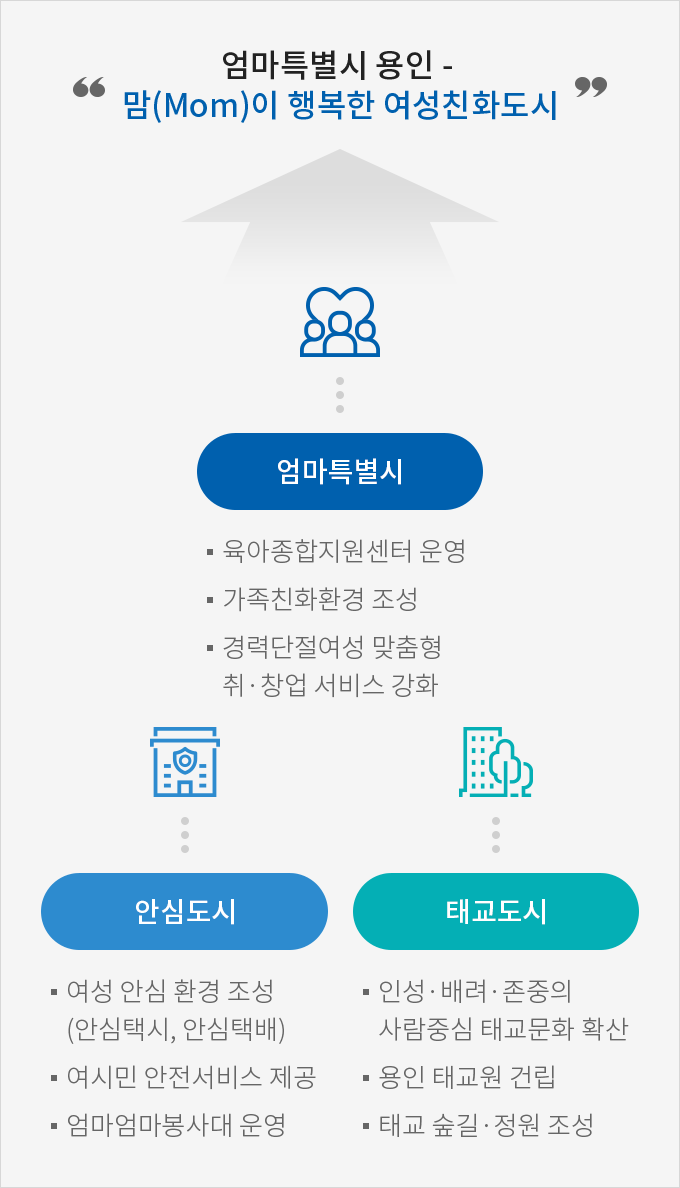 엄마특별시 용인 -
“ 맘(Mom)이 행복한 여성친화도시 ”
엄마특별시
▪ 육아종합지원센터 운영
▪ 가족친화환경 조성
▪ 경력단절여성 맞춤형
취·창업 서비스 강화
안심도시
▪ 여성 안심 환경 조성
(안심택시, 안심택배)
▪ 여시민 안전서비스 제공
▪ 엄마엄마봉사대 운영
태교도시
▪ 인성·배려·존중의
사람중심 태교문화 확산
▪ 용인 태교원 건립
▪ 태교 숲길·정원 조성